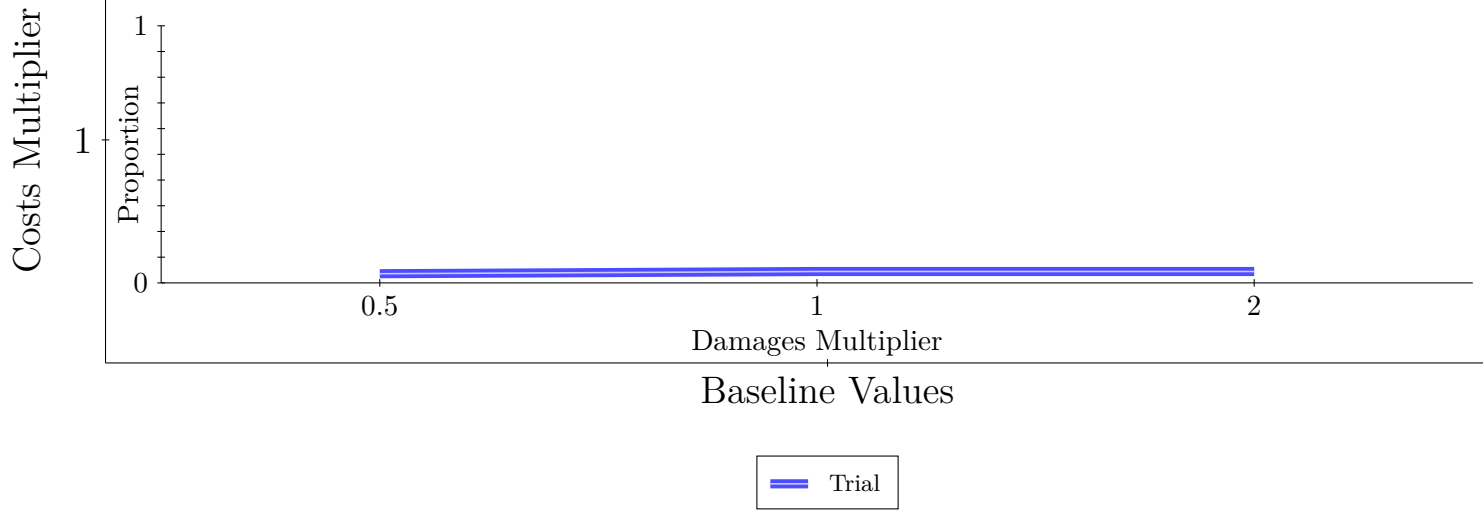 Costs Multiplier
1
Proportion
1
0
0.5
1
2
Damages Multiplier
Baseline Values
Trial